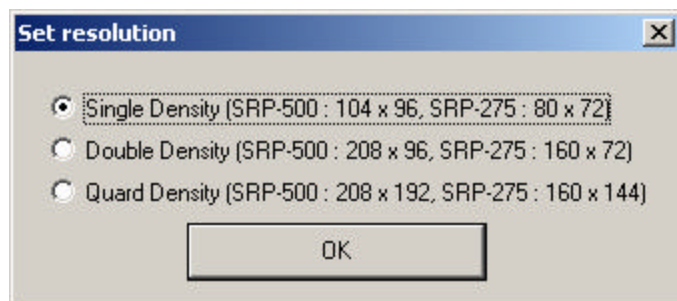 Set resolution
Single Density (SRP-500 : 104 x 96, SRP-275 : 80 x 72)
Double Density (SRP-500 : 208 x 96, SRP-275 : 160 x 72)
Quard Density (SRP-500 : 208 x 192, SRP-275 : 160 x 144)
OK